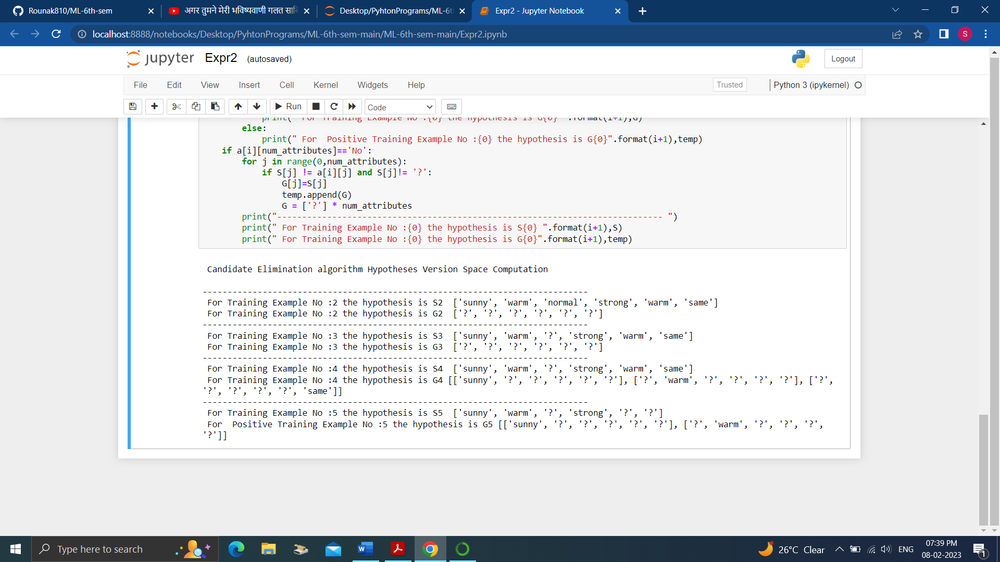 Rounak810/ML-6th-sem
अगर तुमने मेरी भविष्यवाणी गलत
Desktop/PyhtonPrograms/ML-6t
Expr2 - Jupyter Notebook
localhost:8888/notebooks/Desktop/PyhtonPrograms/ML-6th-sem-main/ML-6th-sem-main/Expr2.ipynb
S
jupyter Expr2 (autosaved)
Logout
File Edit View Insert Cell Kernel Widgets Help
Trusted
Python 3 (ipykernel)
Run
Code
print(" For Training Example No :{0} the hypothesis is G{0} ".format(i+1),G)
else:
print(" For  Positive Training Example No :{0} the hypothesis is G{0}".format(i+1),temp)
if a[i][num_attributes]=='No':
for j in range(0,num_attributes):
if S[j] != a[i][j] and S[j]!= '?':
G[j]=S[j]
temp.append(G)
G = ['?'] * num_attributes
print("----------------------------------------------------------------------------- ")
print(" For Training Example No :{0} the hypothesis is S{0} ".format(i+1),S)
print(" For Training Example No :{0} the hypothesis is G{0}".format(i+1),temp)
Candidate Elimination algorithm Hypotheses Version Space Computation
-----------------------------------------------------------------------------
For Training Example No :2 the hypothesis is S2  ['sunny', 'warm', 'normal', 'strong', 'warm', 'same']
For Training Example No :2 the hypothesis is G2  ['?', '?', '?', '?', '?', '?']
-----------------------------------------------------------------------------
For Training Example No :3 the hypothesis is S3  ['sunny', 'warm', '?', 'strong', 'warm', 'same']
For Training Example No :3 the hypothesis is G3  ['?', '?', '?', '?', '?', '?']
-----------------------------------------------------------------------------
For Training Example No :4 the hypothesis is S4  ['sunny', 'warm', '?', 'strong', 'warm', 'same']
For Training Example No :4 the hypothesis is G4 [['sunny', '?', '?', '?', '?', '?'], ['?', 'warm', '?', '?', '?', '?'], ['?',
'?', '?', '?', '?', 'same']]
-----------------------------------------------------------------------------
For Training Example No :5 the hypothesis is S5  ['sunny', 'warm', '?', 'strong', '?', '?']
For  Positive Training Example No :5 the hypothesis is G5 [['sunny', '?', '?', '?', '?', '?'], ['?', 'warm', '?', '?', '?',
'?']]
Type here to search
W
26°C Clear
ENG
07:39 PM
08-02-2023
1